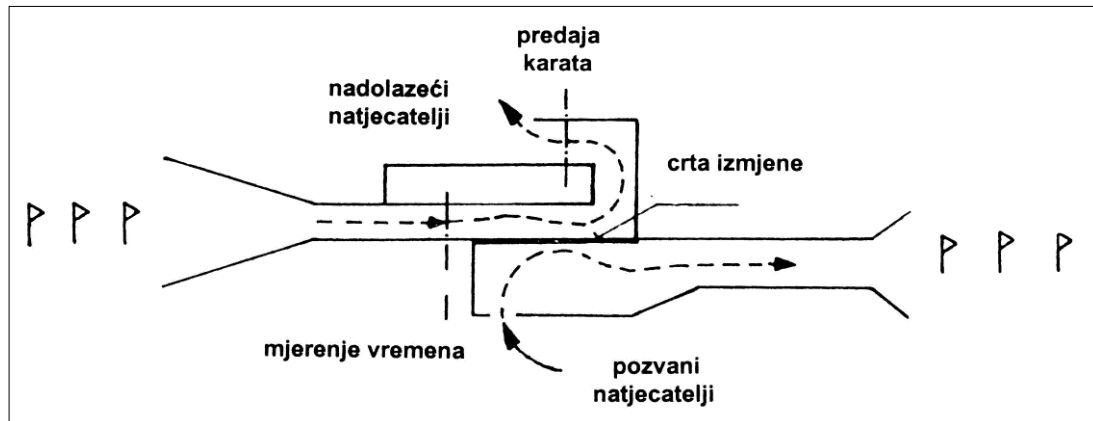 predaja
karata
nadolazeći
natjecatelji
crta izmjene
mjerenje vremena
pozvani
natjecatelji